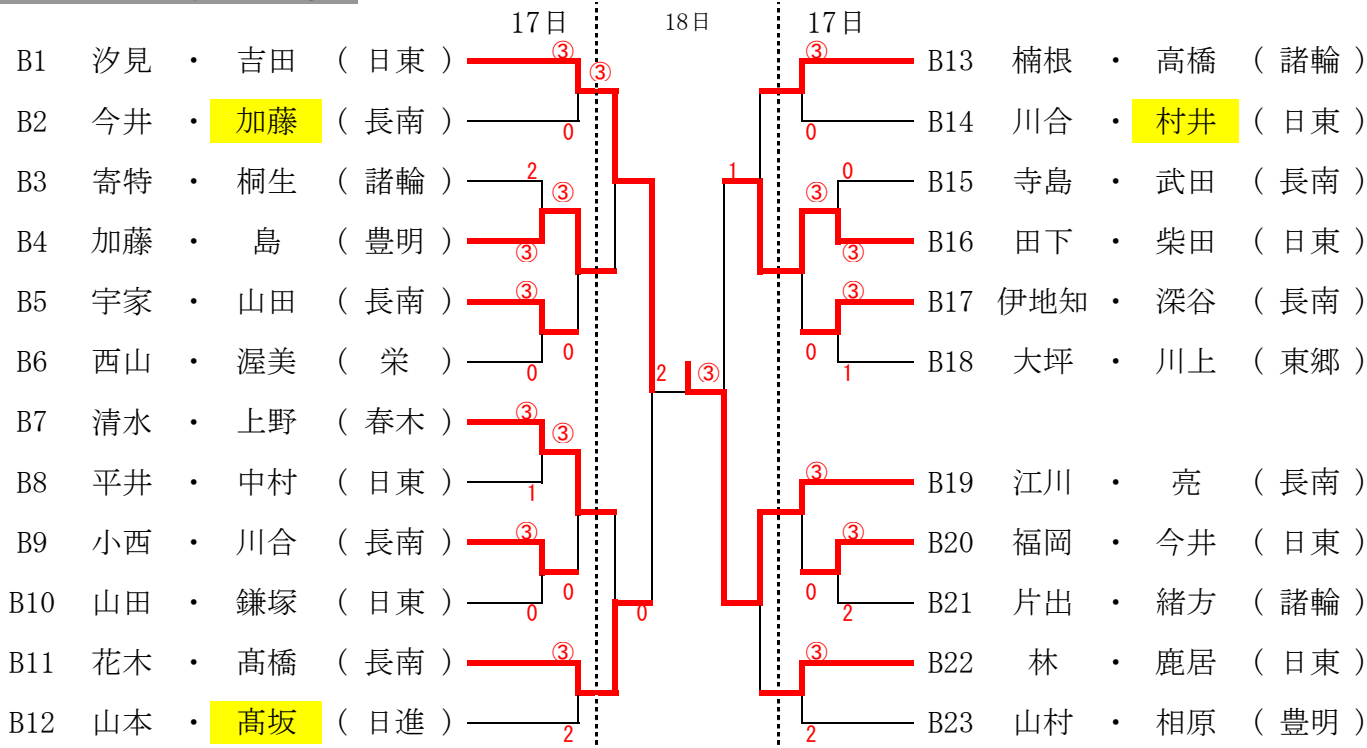 17日 18日 17日
③ ③
B1 汐見 ・ 吉田 ( 日東 ) B13 楠根 ・ 高橋 ( 諸輪 )
③
B2 今井 ・ 加藤 ( 長南 ) B14 川合 ・ 村井 ( 日東 )
0 0
2 1 0
B3 寄特 ・ 桐生 ( 諸輪 ) B15 寺島 ・ 武田 ( 長南 )
③ ③
B4 加藤 ・ 島 ( 豊明 ) B16 田下 ・ 柴田 ( 日東 )
③ ③
③ ③
B5 宇家 ・ 山田 ( 長南 ) B17 伊地知 ・ 深谷 ( 長南 )
0 0
B6 西山 ・ 渥美 ( 栄 ) B18 大坪 ・ 川上 ( 東郷 )
0 2 ③ 1
③
B7 清水 ・ 上野 ( 春木 )
③
B8 平井 ・ 中村 ( 日東 ) B19 江川 ・ 亮 ( 長南 )
1 ③
③ ③
B9 小西 ・ 川合 ( 長南 ) B20 福岡 ・ 今井 ( 日東 )
0 0
B10 山田 ・ 鎌塚 ( 日東 ) B21 片出 ・ 緒方 ( 諸輪 )
0 0 2
③ ③
B11 花木 ・ 髙橋 ( 長南 ) B22 林 ・ 鹿居 ( 日東 )
B12 山本 ・ 髙坂 ( 日進 ) B23 山村 ・ 相原 ( 豊明 )
2 2